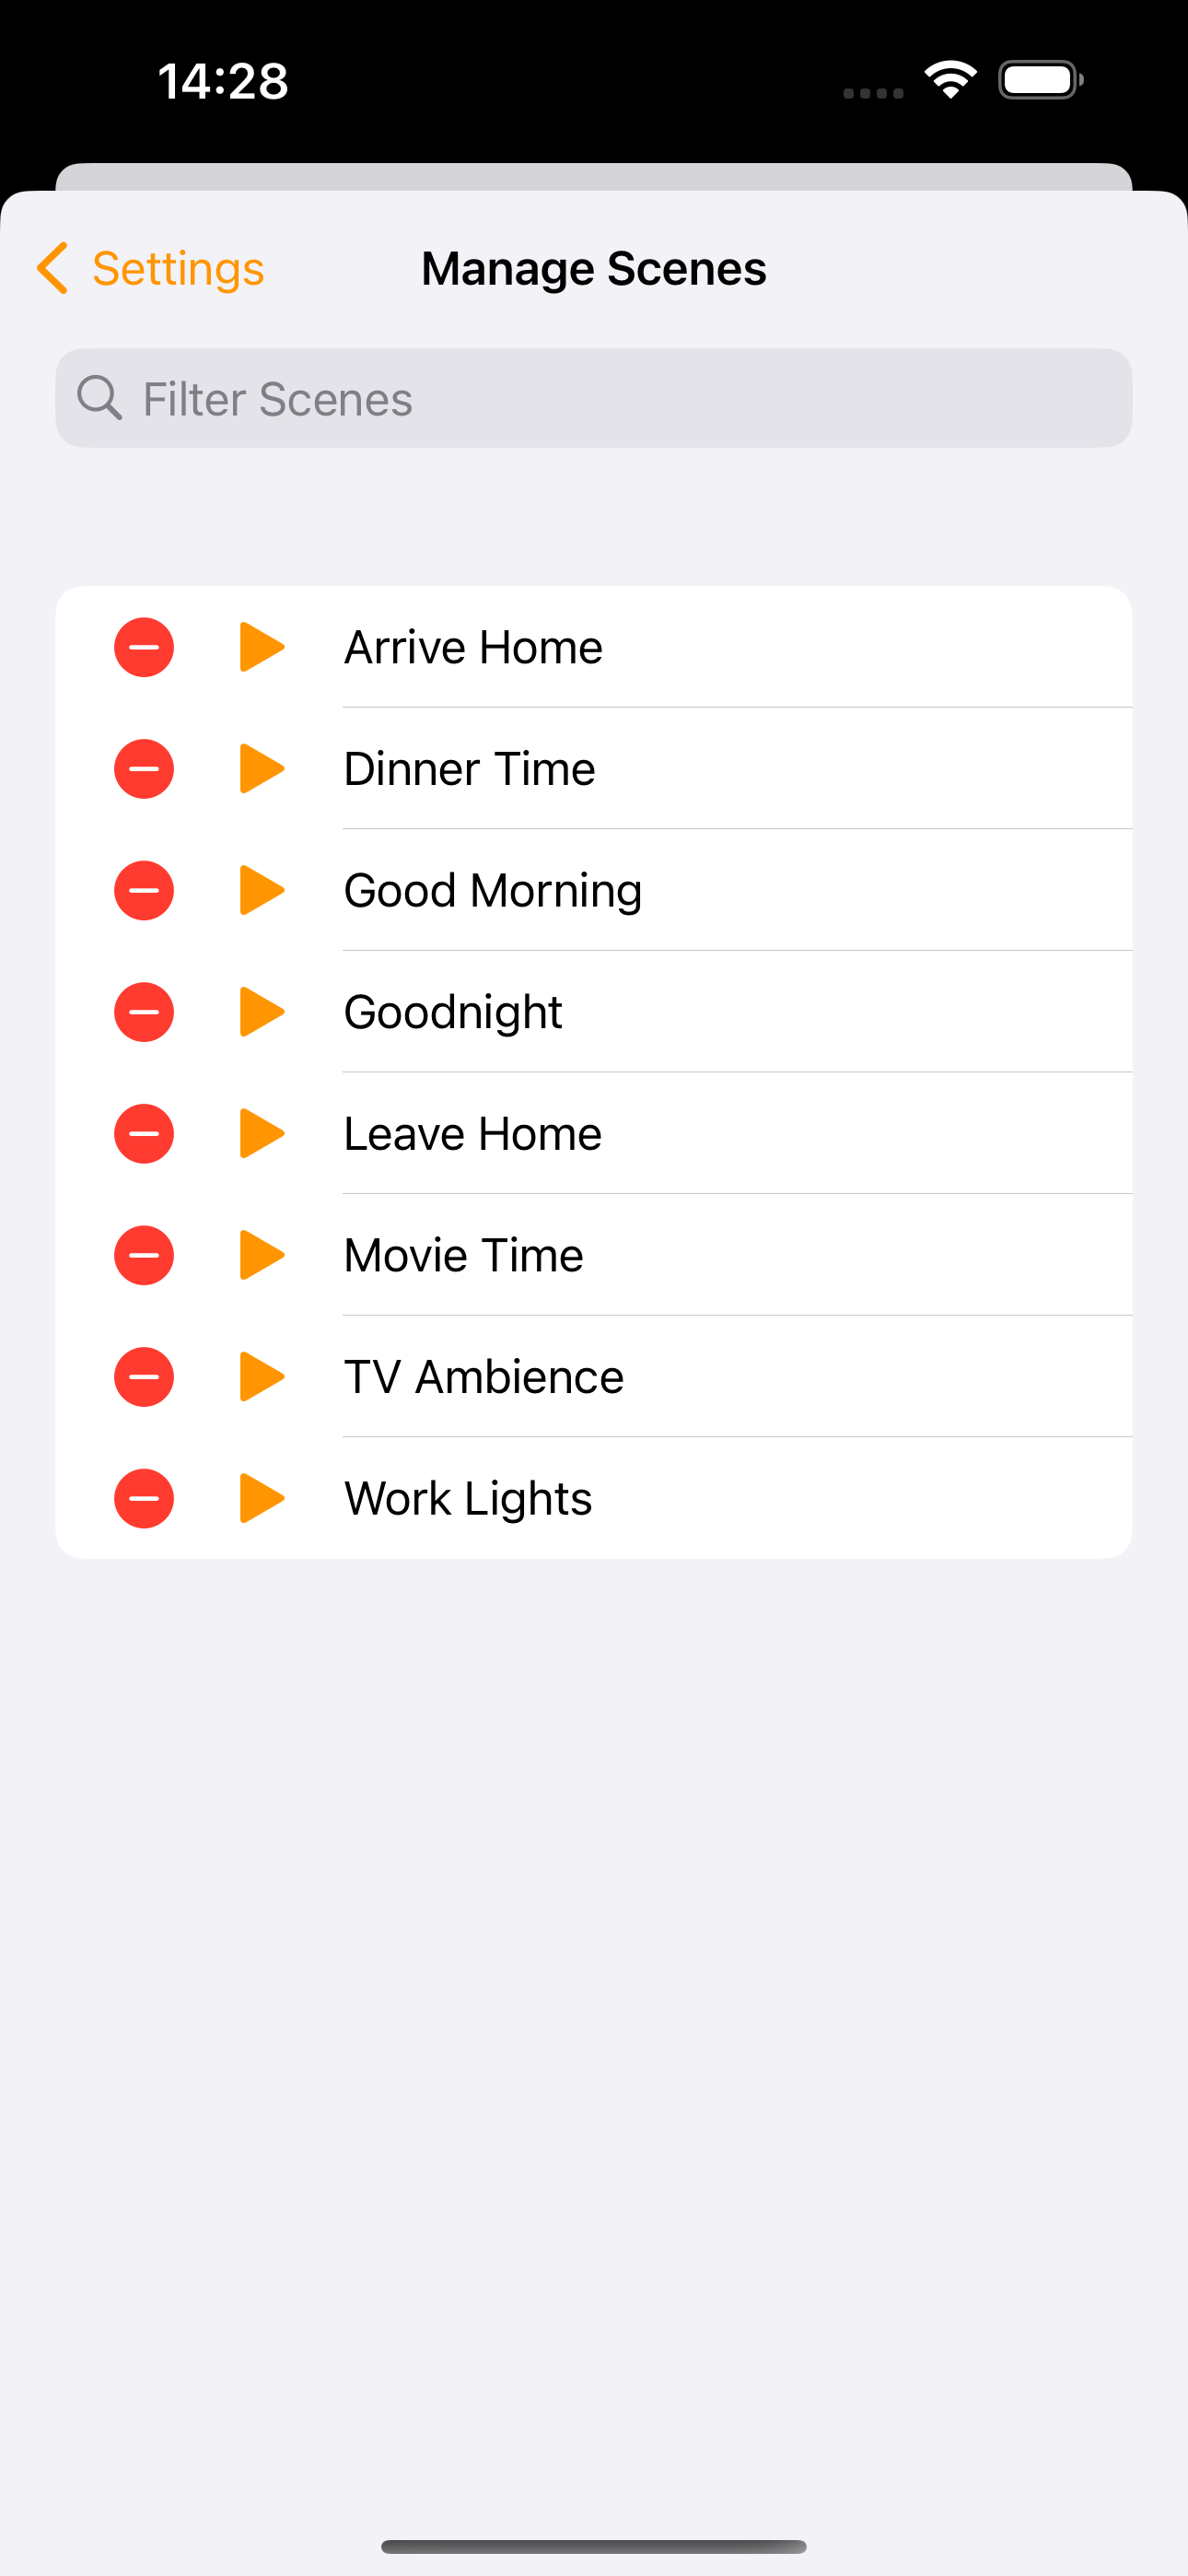 14:28
Settings
Manage Scenes
Filter Scenes
Arrive Home
Dinner Time
Good Morning
Goodnight
Leave Home
Movie Time
TV Ambience
Work Lights